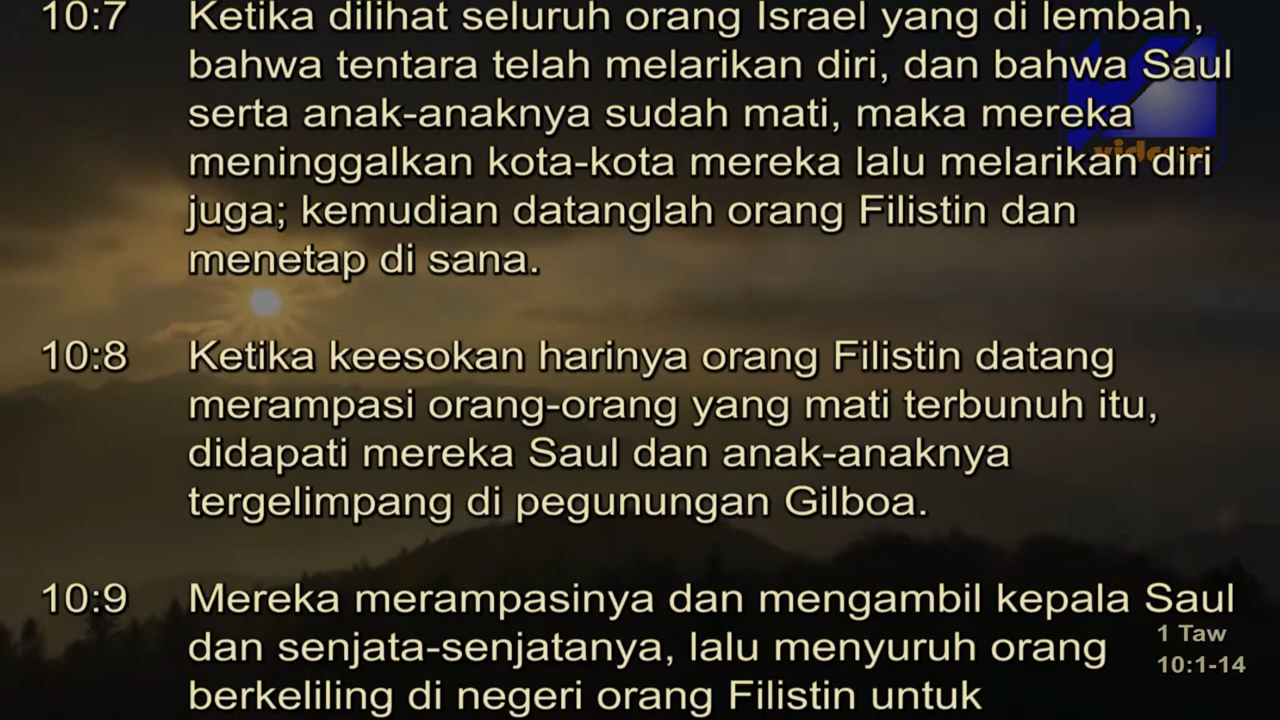 10:7 Ketika dilihat seluruh orang Israel yang di lembah,
bahwa tentara telah melarikan diri, dan bahwa Saul
serta anak-anaknya sudah mati, maka mereka
meninggalkan kota-kota mereka lalu melarikan diri
juga; kemudian datanglah orang Filistin dan
menetap di sana.
10:8 Ketika keesokan harinya orang Filistin datang
merampasi orang-orang yang mati terbunuh itu,
didapati mereka Saul dan anak-anaknya
tergelimpang di pegunungan Gilboa.
10:9 Mereka merampasinya dan mengambil kepala Saul
dan senjata-senjatanya, lalu menyuruh orang
berkeliling di negeri orang Filistin untuk
1 Taw
10:1-14